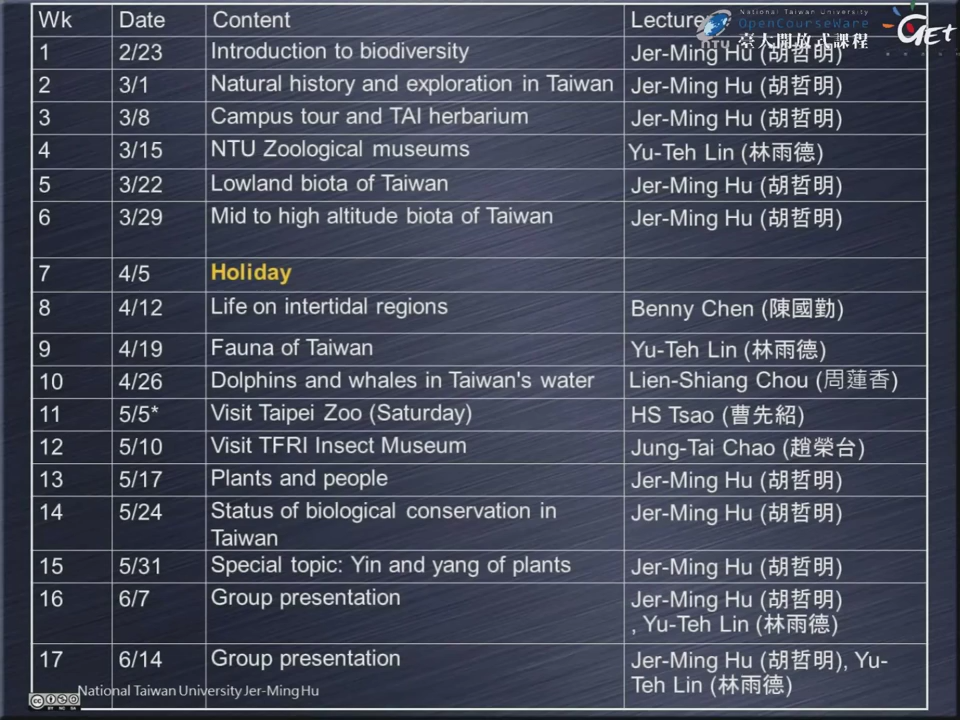 Wk Date Content Lecture
National Taiwan University
OpenCourseWare
NTU 臺大開放式課程
GEt
1 2/23 Introduction to biodiversity Jer-Ming Hu (胡哲明)
2 3/1 Natural history and exploration in Taiwan Jer-Ming Hu (胡哲明)
3 3/8 Campus tour and TAI herbarium Jer-Ming Hu (胡哲明)
4 3/15 NTU Zoological museums Yu-Teh Lin (林雨德)
5 3/22 Lowland biota of Taiwan Jer-Ming Hu (胡哲明)
6 3/29 Mid to high altitude biota of Taiwan Jer-Ming Hu (胡哲明)
7 4/5 Holiday
8 4/12 Life on intertidal regions Benny Chen (陳國勤)
9 4/19 Fauna of Taiwan Yu-Teh Lin (林雨德)
10 4/26 Dolphins and whales in Taiwan's water Lien-Shiang Chou (周蓮香)
11 5/5* Visit Taipei Zoo (Saturday) HS Tsao (曹先紹)
12 5/10 Visit TFRI Insect Museum Jung-Tai Chao (趙榮台)
13 5/17 Plants and people Jer-Ming Hu (胡哲明)
14 5/24 Status of biological conservation in Jer-Ming Hu (胡哲明)
Taiwan
15 5/31 Special topic: Yin and yang of plants Jer-Ming Hu (胡哲明)
16 6/7 Group presentation Jer-Ming Hu (胡哲明)
, Yu-Teh Lin (林雨德)
17 6/14 Group presentation Jer-Ming Hu (胡哲明), Yu-
Teh Lin (林雨德)
National Taiwan University Jer-Ming Hu
cc BY NC SA